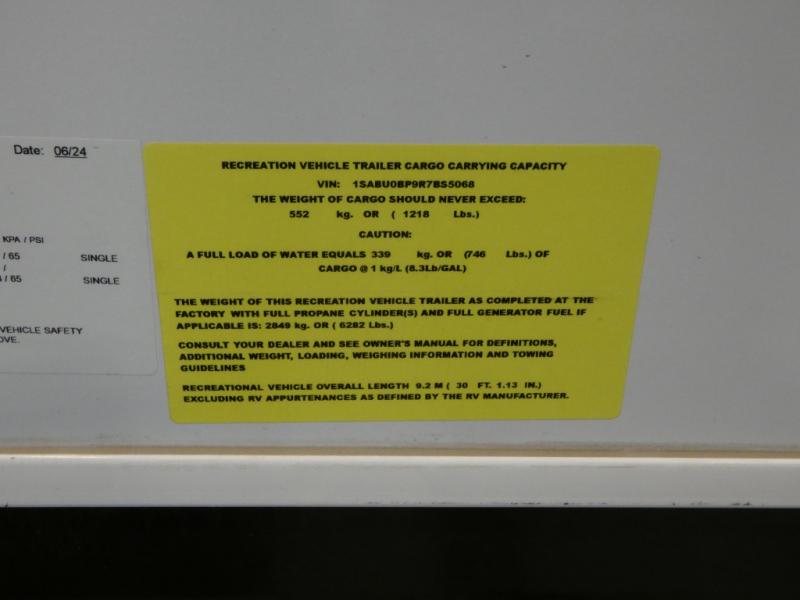 Date: 06/24
KPA / PSI
/ 65 SINGLE
/
/ 65 SINGLE
VEHICLE SAFETY
OVE.
RECREATION VEHICLE TRAILER CARGO CARRYING CAPACITY
VIN: 1SABU0BP9R7BS5068
THE WEIGHT OF CARGO SHOULD NEVER EXCEED:
552 kg. OR ( 1218 Lbs.)
CAUTION:
A FULL LOAD OF WATER EQUALS 339 kg. OR (746 Lbs.) OF
CARGO @ 1 kg/L (8.3Lb/GAL)
THE WEIGHT OF THIS RECREATION VEHICLE TRAILER AS COMPLETED AT THE
FACTORY WITH FULL PROPANE CYLINDER(S) AND FULL GENERATOR FUEL IF
APPLICABLE IS: 2849 kg. OR ( 6282 Lbs.)
CONSULT YOUR DEALER AND SEE OWNER'S MANUAL FOR DEFINITIONS,
ADDITIONAL WEIGHT, LOADING, WEIGHING INFORMATION AND TOWING
GUIDELINES
RECREATIONAL VEHICLE OVERALL LENGTH 9.2 M ( 30 FT. 1.13 IN.)
EXCLUDING RV APPURTENANCES AS DEFINED BY THE RV MANUFACTURER.